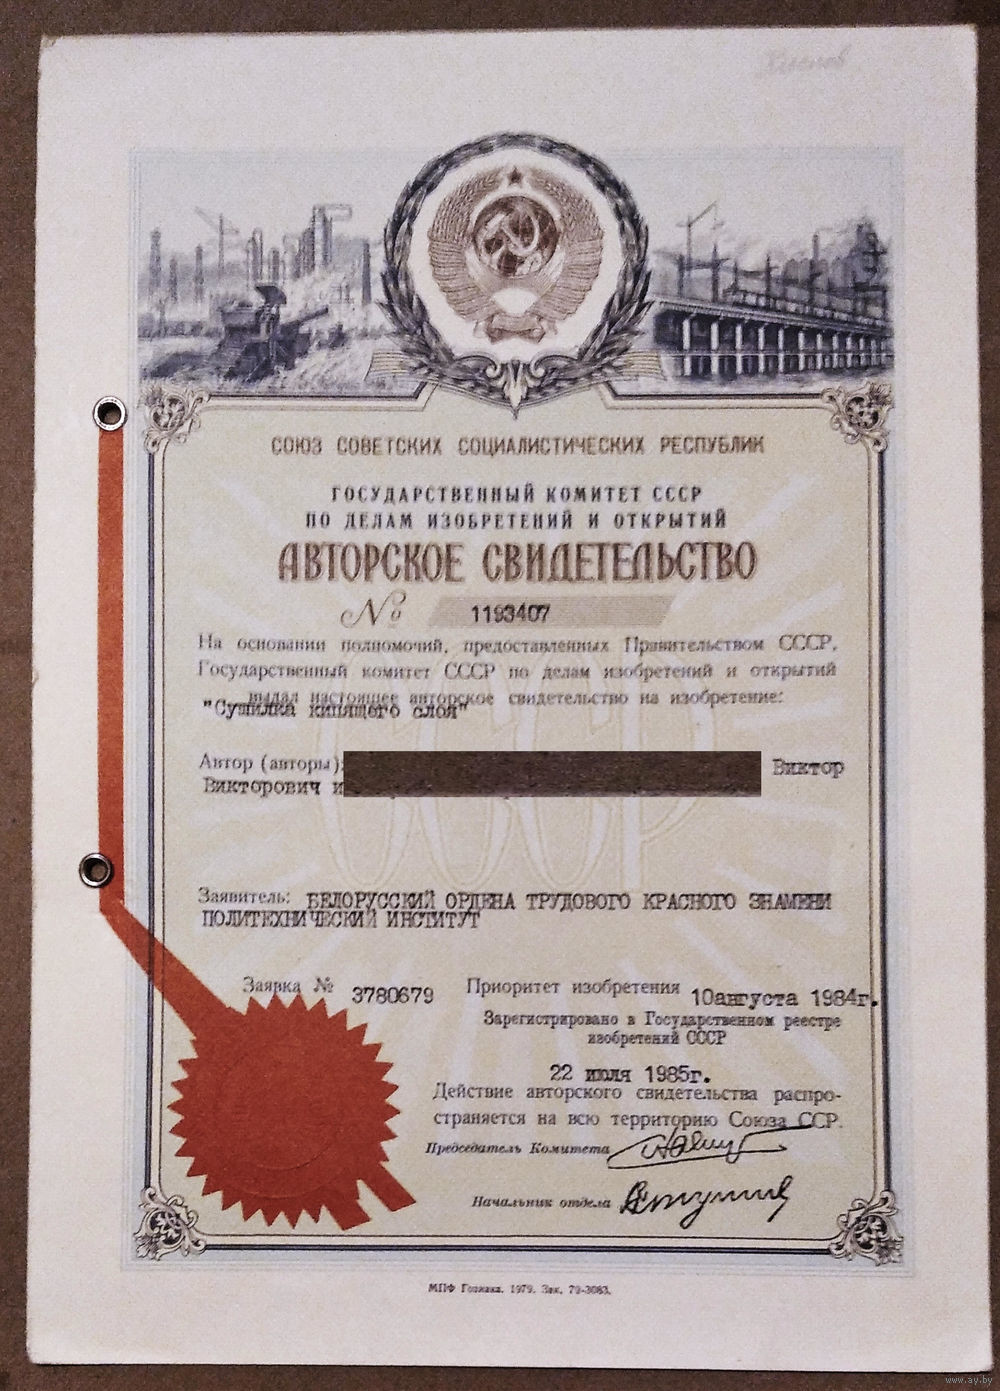 СОЮЗ СОВЕТСКИХ СОЦИАЛИСТИЧЕСКИХ РЕСПУБЛИК
ГОСУДАРСТВЕННЫЙ КОМИТЕТ СССР
ПО ДЕЛАМ ИЗОБРЕТЕНИЙ И ОТКРЫТИЙ
АВТОРСКОЕ СВИДЕТЕЛЬСТВО
№ 1193407
На основании полномочий, предоставленных Правительством СССР,
Государственный комитет СССР по делам изобретений и открытий
выдал настоящее авторское свидетельство на изобретение:
"Сушилка кипящего слоя"
Автор (авторы): Виктор
Викторович и
СССР
Заявитель: БЕЛОРУССКИЙ ОРДЕНА ТРУДОВОГО КРАСНОГО ЗНАМЕНИ
ПОЛИТЕХНИЧЕСКИЙ ИНСТИТУТ
Заявка № 3780679 Приоритет изобретения 10августа 1984г.
Зарегистрировано в Государственном реестре
изобретений СССР
22 июля 1985г.
Действие авторского свидетельства распро-
страняется на всю территорию Союза ССР.
Председатель Комитета
Начальник отдела
МПФ Гознака. 1979. Зак. 79-3083.
www.ay.by